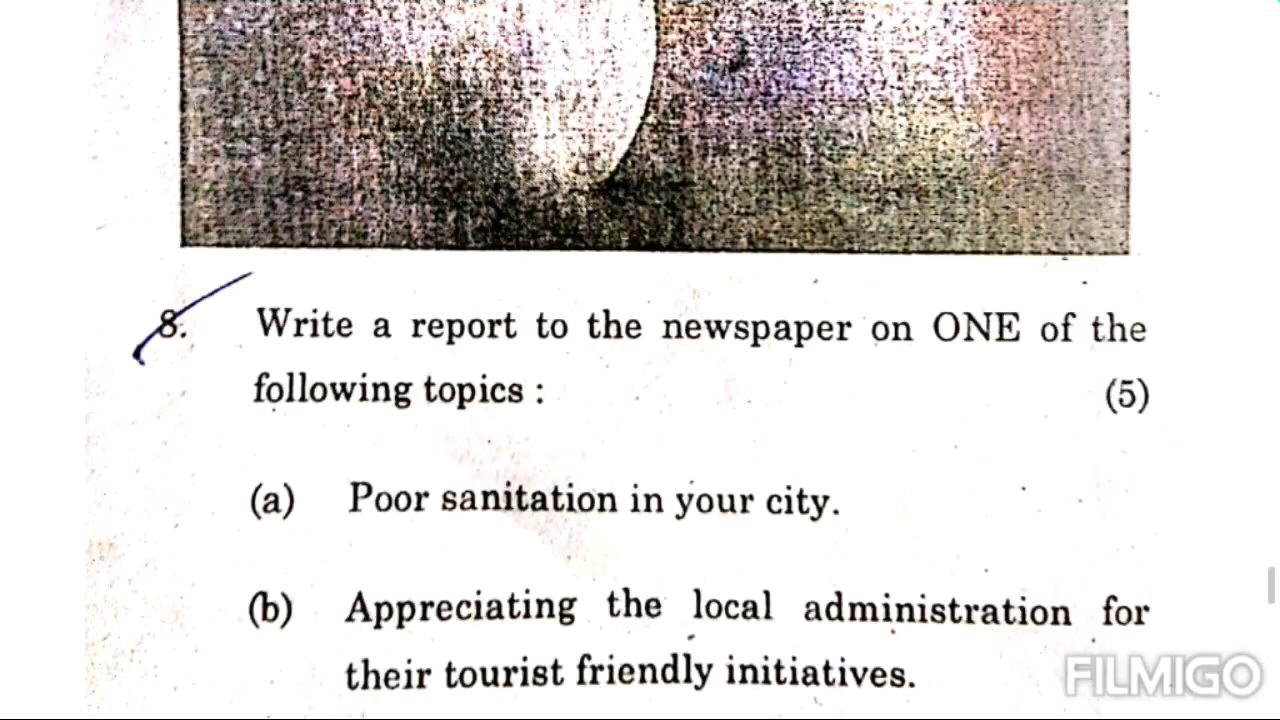 8. Write a report to the newspaper on ONE of the
following topics : (5)
(a) Poor sanitation in your city.
(b) Appreciating the local administration for
their tourist friendly initiatives.
FILMIGO